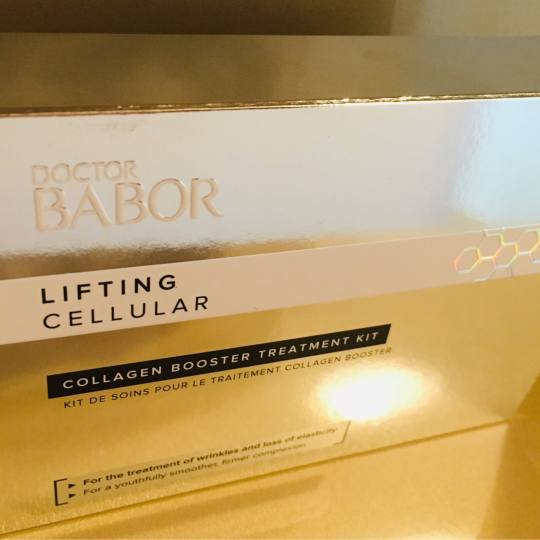 DOCTOR
BABOR
LIFTING
CELLULAR
COLLAGEN BOOSTER TREATMENT KIT
KIT DE SOINS POUR LE TRAITEMENT COLLAGEN BOOSTER
For the treatment of wrinkles and loss of elasticity
For a youthfully smoother, firmer complexion.